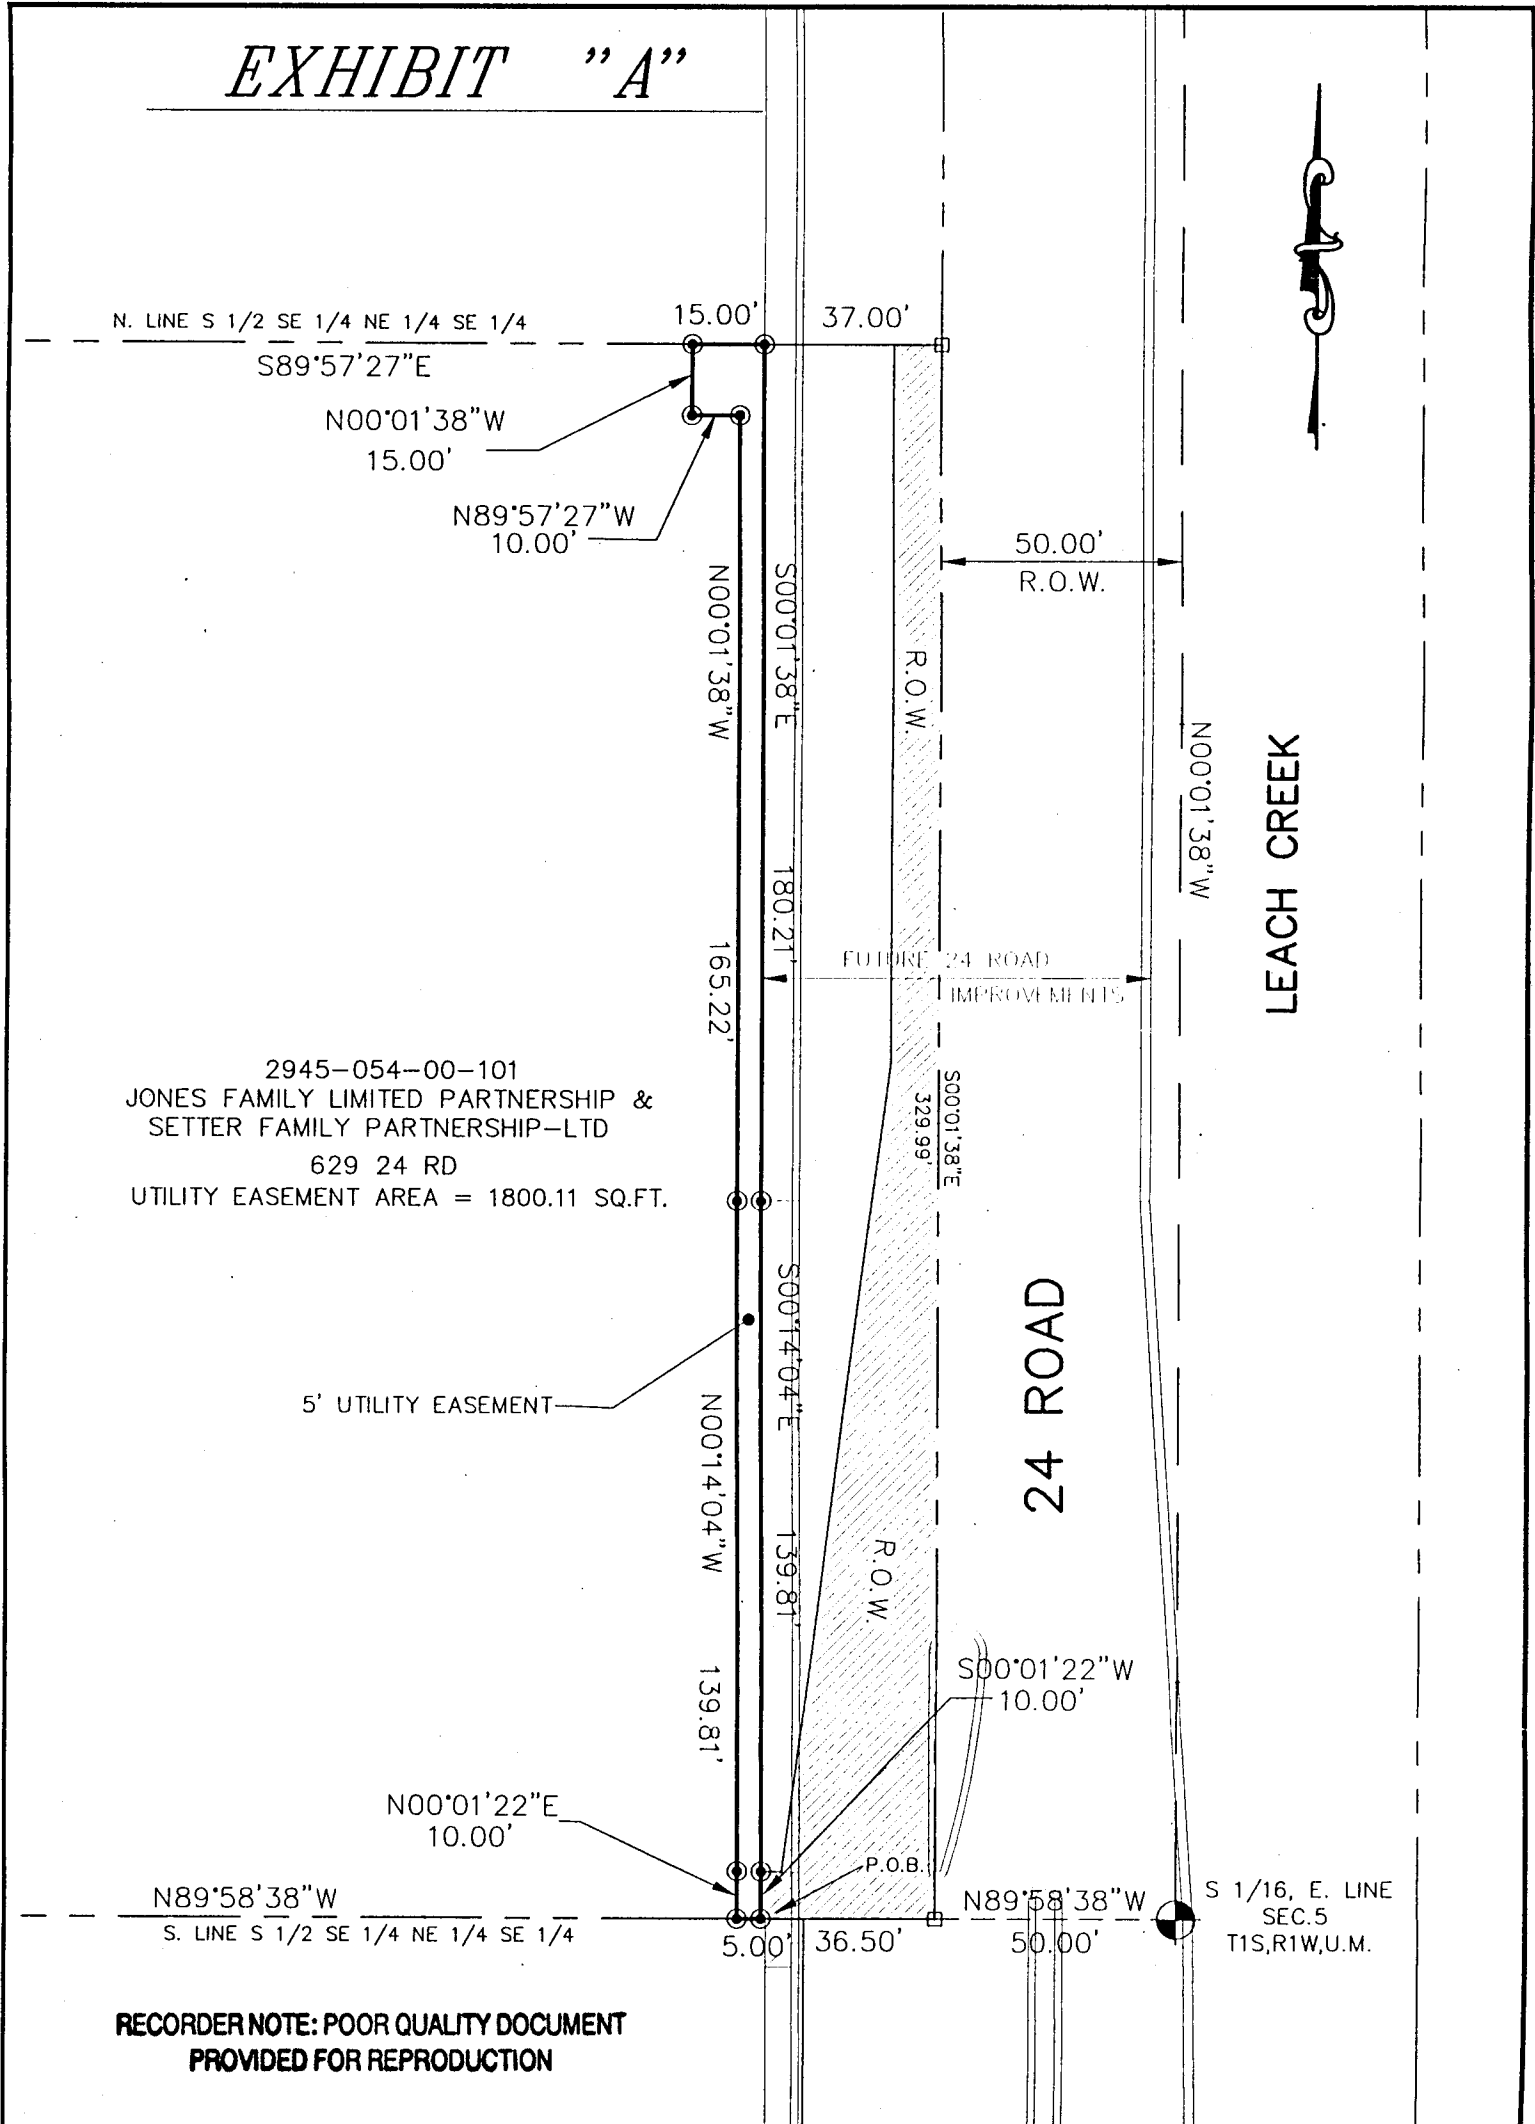 EXHIBIT "A"
N. LINE S 1/2 SE 1/4 NE 1/4 SE 1/4
S89°57'27"E
15.00'
37.00'
N00°01'38"W
15.00'
N89°57'27"W
10.00'
50.00'
R.O.W.
N00°01'38"W
165.22'
S00°01'38"E
180.21'
R.O.W.
N00°01'38"W
LEACH CREEK
FUTURE 24 ROAD
IMPROVEMENTS
S00°01'38"E
329.99'
2945-054-00-101
JONES FAMILY LIMITED PARTNERSHIP &
SETTER FAMILY PARTNERSHIP-LTD
629 24 RD
UTILITY EASEMENT AREA = 1800.11 SQ.FT.
24 ROAD
5' UTILITY EASEMENT
N00°14'04"W
139.81'
S00°14'04"E
139.81'
R.O.W.
S00°01'22"W
10.00'
N00°01'22"E
10.00'
P.O.B.
N89°58'38"W
S. LINE S 1/2 SE 1/4 NE 1/4 SE 1/4
5.00'
36.50'
N89°58'38"W
50.00'
S 1/16, E. LINE
SEC.5
T1S,R1W,U.M.
RECORDER NOTE: POOR QUALITY DOCUMENT
PROVIDED FOR REPRODUCTION